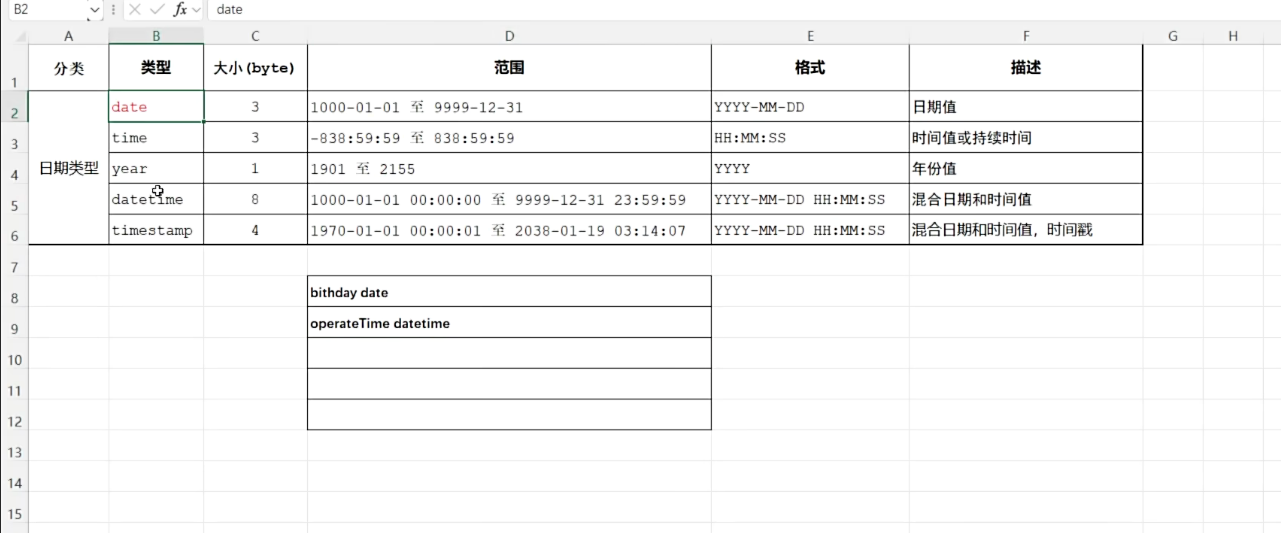 B2 fx date
A B C D E F G H
1 分类 类型 大小(byte) 范围 格式 描述
2 date 3 1000-01-01 至 9999-12-31 YYYY-MM-DD 日期值
3 time 3 -838:59:59 至 838:59:59 HH:MM:SS 时间值或持续时间
4 日期类型 year 1 1901 至 2155 YYYY 年份值
5 datetime 8 1000-01-01 00:00:00 至 9999-12-31 23:59:59 YYYY-MM-DD HH:MM:SS 混合日期和时间值
6 timestamp 4 1970-01-01 00:00:01 至 2038-01-19 03:14:07 YYYY-MM-DD HH:MM:SS 混合日期和时间值，时间戳
7
8 bithday date
9 operateTime datetime
10
11
12
13
14
15